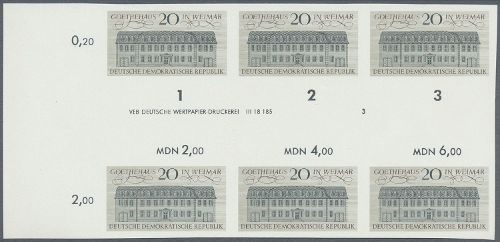 GOETHEHAUS 20 IN WEIMAR GOETHEHAUS 20 IN WEIMAR GOETHEHAUS 20 IN WEIMAR
0,20
DEUTSCHE DEMOKRATISCHE REPUBLIK DEUTSCHE DEMOKRATISCHE REPUBLIK DEUTSCHE DEMOKRATISCHE REPUBLIK
1 2 3
VEB DEUTSCHE WERTPAPIER-DRUCKEREI III 18 185 3
MDN 2,00 MDN 4,00 MDN 6,00
GOETHEHAUS 20 IN WEIMAR GOETHEHAUS 20 IN WEIMAR GOETHEHAUS 20 IN WEIMAR
2,00
DEUTSCHE DEMOKRATISCHE REPUBLIK DEUTSCHE DEMOKRATISCHE REPUBLIK DEUTSCHE DEMOKRATISCHE REPUBLIK